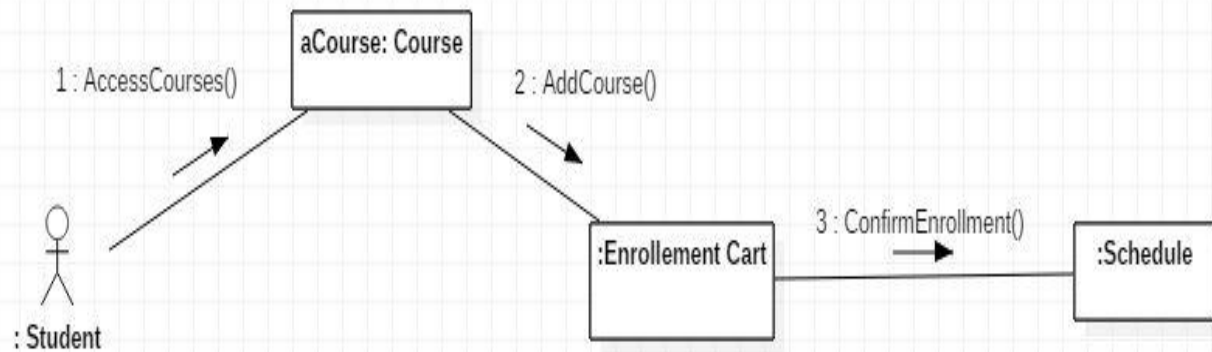 aCourse: Course
1 : AccessCourses()
2 : AddCourse()
3 : ConfirmEnrollment()
:Enrollement Cart
:Schedule
: Student